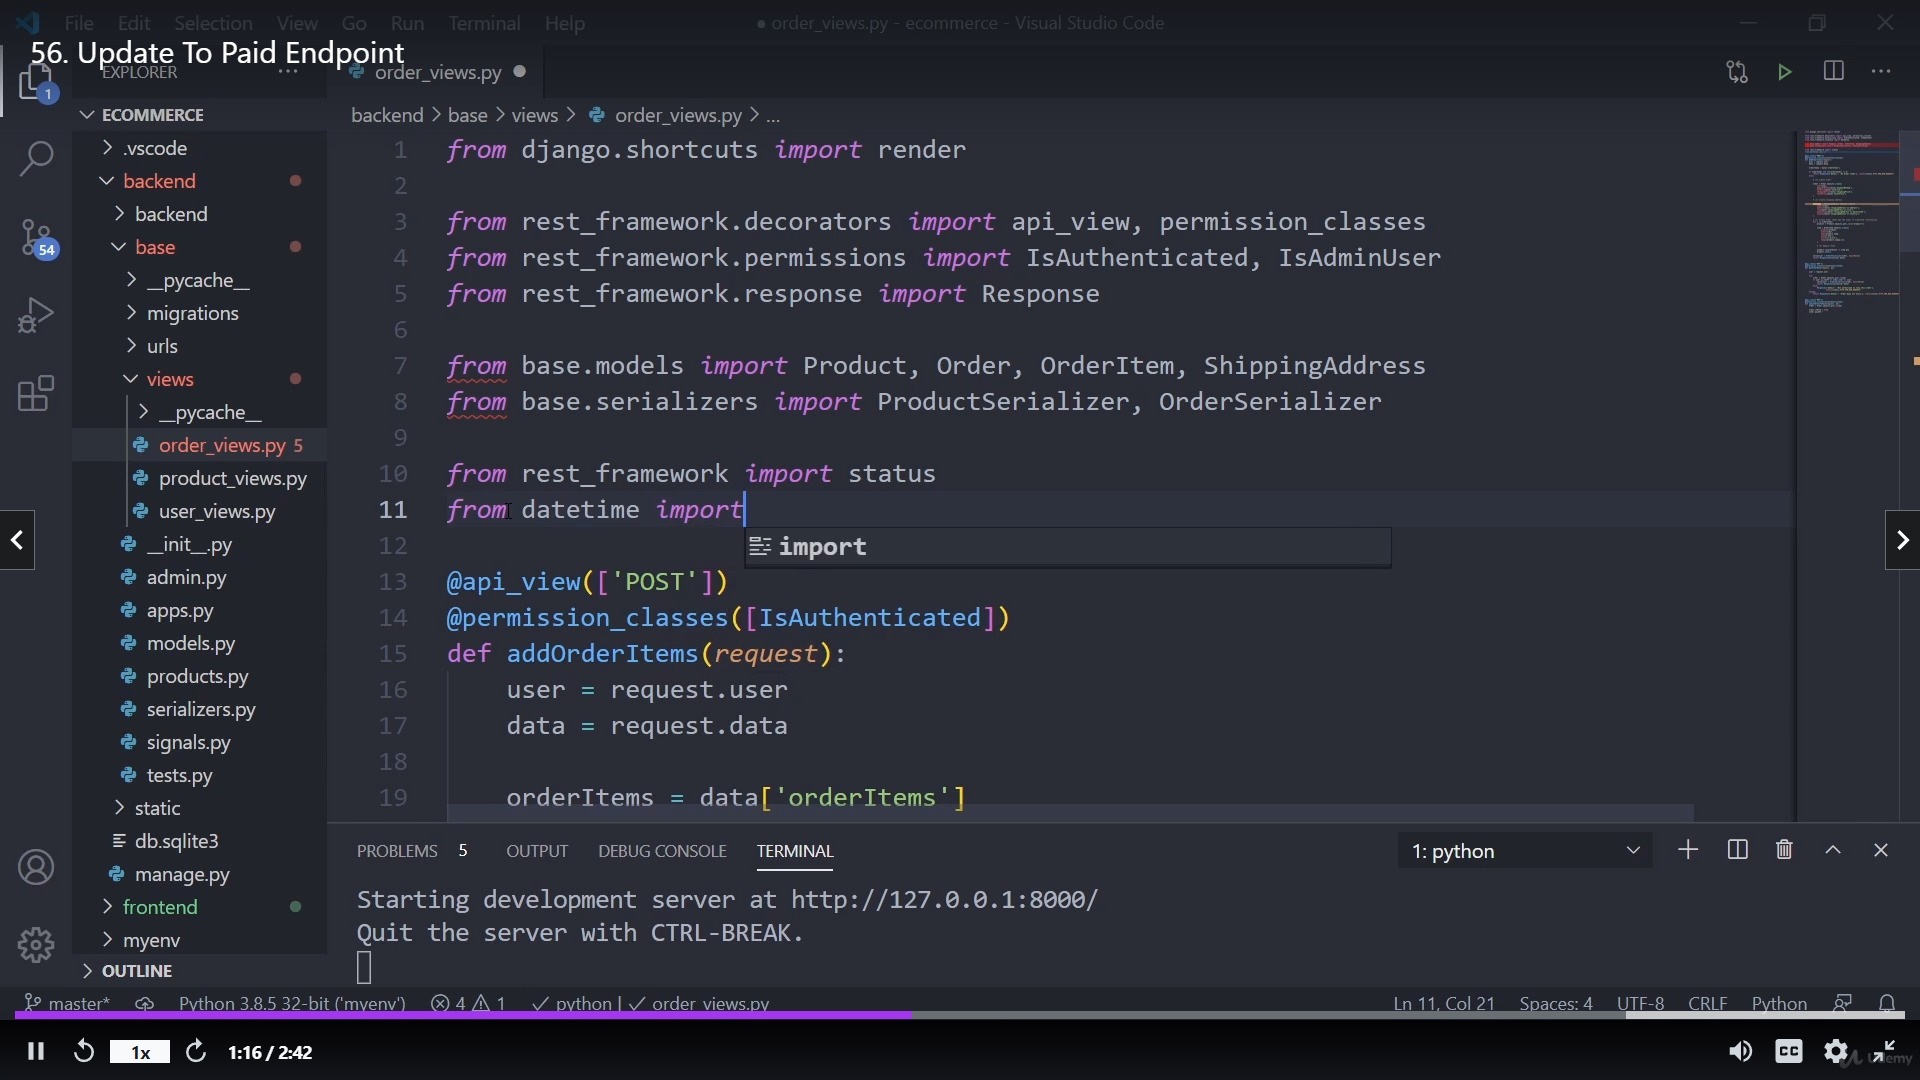 File Edit Selection View Go Run Terminal Help
● order_views.py - ecommerce - Visual Studio Code
56. Update To Paid Endpoint
EXPLORER
order_views.py
1
54
ECOMMERCE
.vscode
backend
backend
base
__pycache__
migrations
urls
views
__pycache__
order_views.py 5
product_views.py
user_views.py
__init__.py
admin.py
apps.py
models.py
products.py
serializers.py
signals.py
tests.py
static
db.sqlite3
manage.py
frontend
myenv
OUTLINE
backend > base > views > order_views.py > ...
1 from django.shortcuts import render
2
3 from rest_framework.decorators import api_view, permission_classes
4 from rest_framework.permissions import IsAuthenticated, IsAdminUser
5 from rest_framework.response import Response
6
7 from base.models import Product, Order, OrderItem, ShippingAddress
8 from base.serializers import ProductSerializer, OrderSerializer
9
10 from rest_framework import status
11 from datetime import
import
12
13 @api_view(['POST'])
14 @permission_classes([IsAuthenticated])
15 def addOrderItems(request):
16 user = request.user
17 data = request.data
18
19 orderItems = data['orderItems']
PROBLEMS 5 OUTPUT DEBUG CONSOLE TERMINAL
1: python
Starting development server at http://127.0.0.1:8000/
Quit the server with CTRL-BREAK.
master* Python 3.8.5 32-bit ('myenv') 4 1 python | order_views.py
Ln 11, Col 21 Spaces: 4 UTF-8 CRLF Python
1x 1:16 / 2:42
CC
Udemy